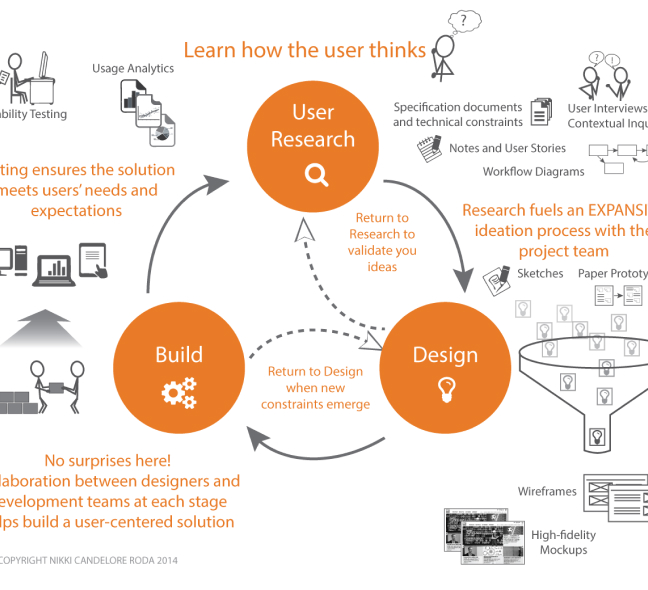 Learn how the user thinks
?
Usage Analytics
ability Testing
User
Research
Specification documents
and technical constraints
? !
User Interviews
Contextual Inqu
Notes and User Stories
Workflow Diagrams
ting ensures the solution
meets users' needs and
expectations
Return to
Research to
validate you
ideas
Research fuels an EXPANSI
ideation process with the
project team
Sketches
Paper Prototy
Build
Design
Return to Design
when new
constraints emerge
No surprises here!
laboration between designers and
evelopment teams at each stage
lps build a user-centered solution
Wireframes
High-fidelity
Mockups
COPYRIGHT NIKKI CANDELORE RODA 2014